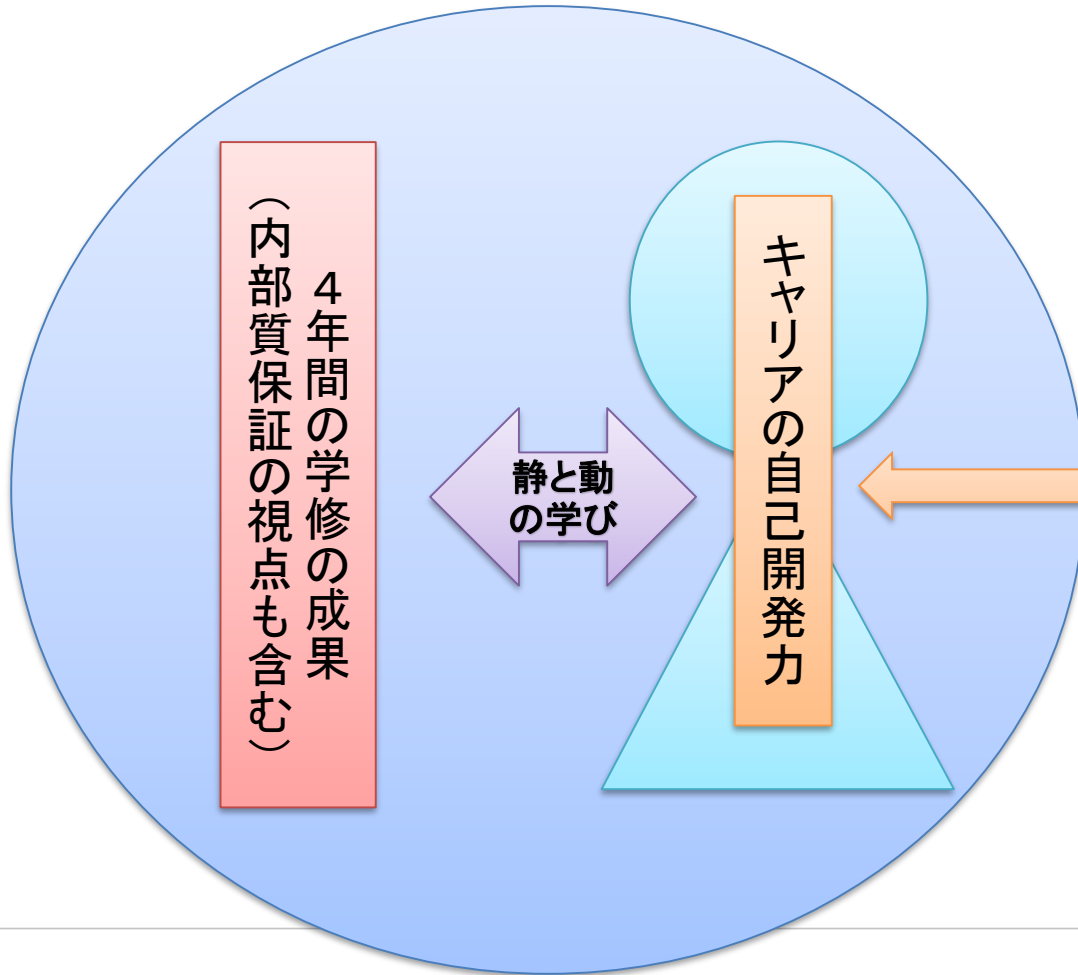 ４年間の学修の成果
（内部質保証の視点も含む）
静と動
の学び
キャリアの自己開発力